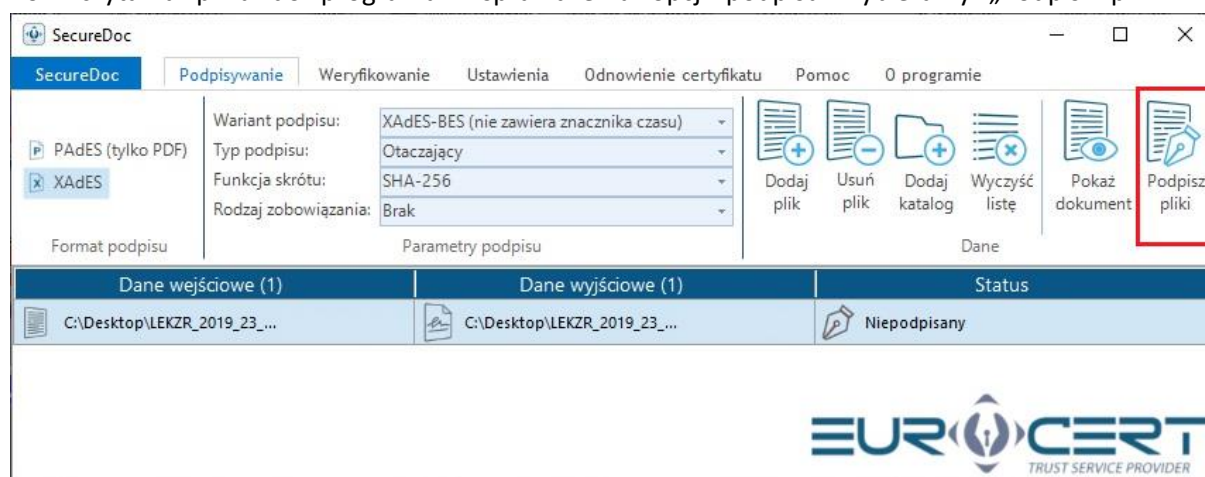 SecureDoc
SecureDoc Podpisywanie Weryfikowanie Ustawienia Odnowienie certyfikatu Pomoc O programie
PAdES (tylko PDF)
XAdES
Format podpisu
Wariant podpisu: XAdES-BES (nie zawiera znacznika czasu)
Typ podpisu: Otaczający
Funkcja skrótu: SHA-256
Rodzaj zobowiązania: Brak
Parametry podpisu
Dodaj plik
Usuń plik
Dodaj katalog
Wyczyść listę
Pokaż dokument
Podpisz pliki
Dane
Dane wejściowe (1) Dane wyjściowe (1) Status
C:\Desktop\LEKZR_2019_23_... C:\Desktop\LEKZR_2019_23_... Niepodpisany
EUROCERT
TRUST SERVICE PROVIDER